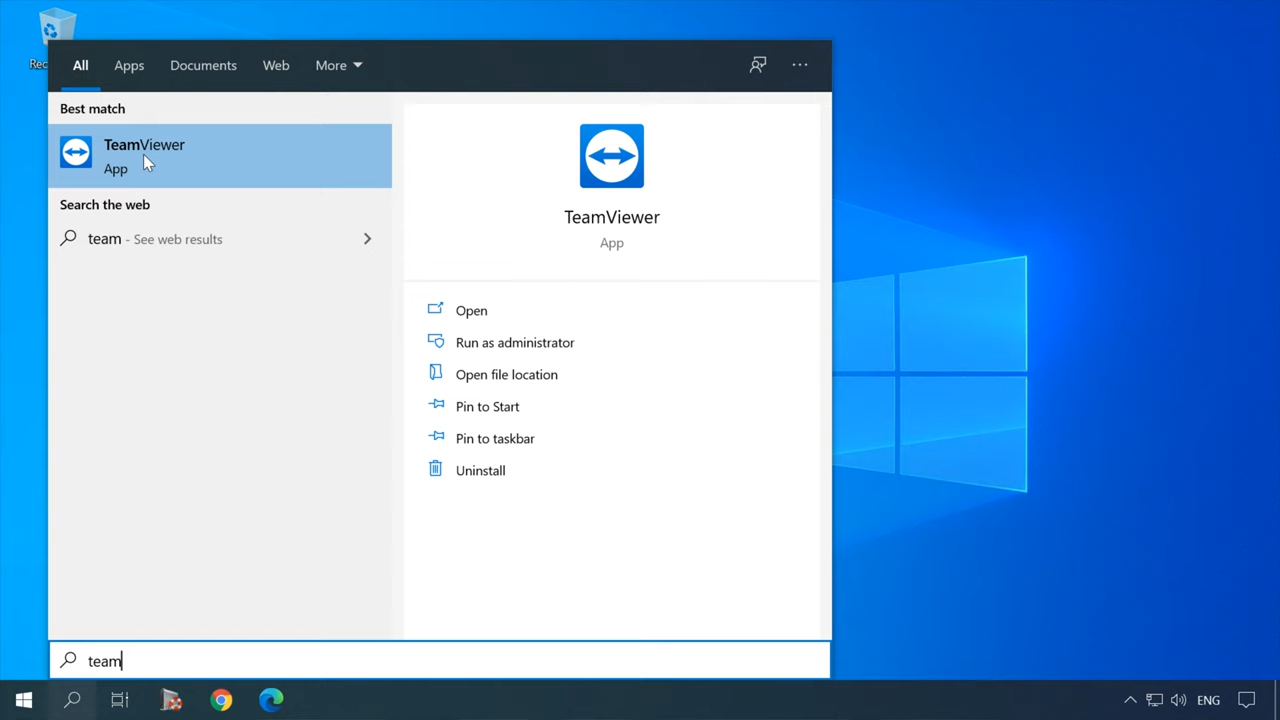 Rec
All Apps Documents Web More
Best match
TeamViewer
App
Search the web
team - See web results
TeamViewer
App
Open
Run as administrator
Open file location
Pin to Start
Pin to taskbar
Uninstall
team
ENG